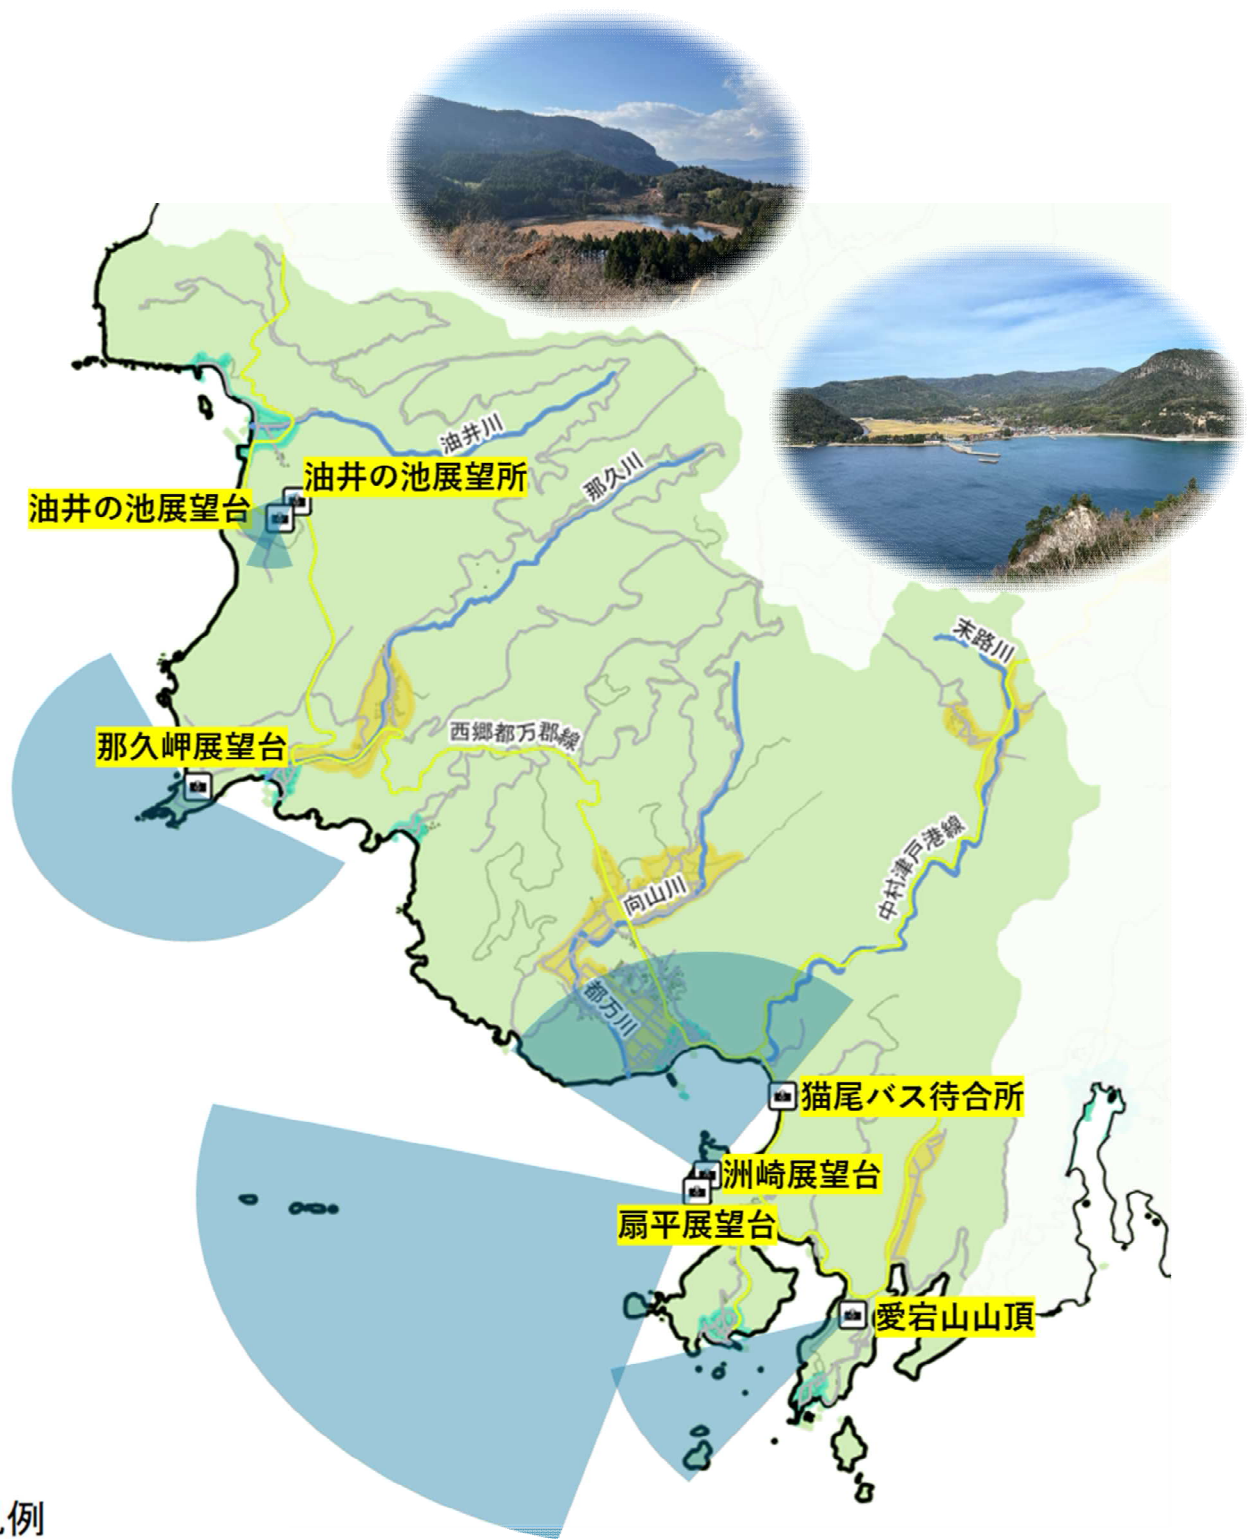 油井川
油井の池展望所
那久川
油井の池展望台
末路川
那久岬展望台
西郷都万郡線
中村津戸港線
向山川
都万川
猫尾バス待合所
洲崎展望台
扇平展望台
愛宕山山頂
例